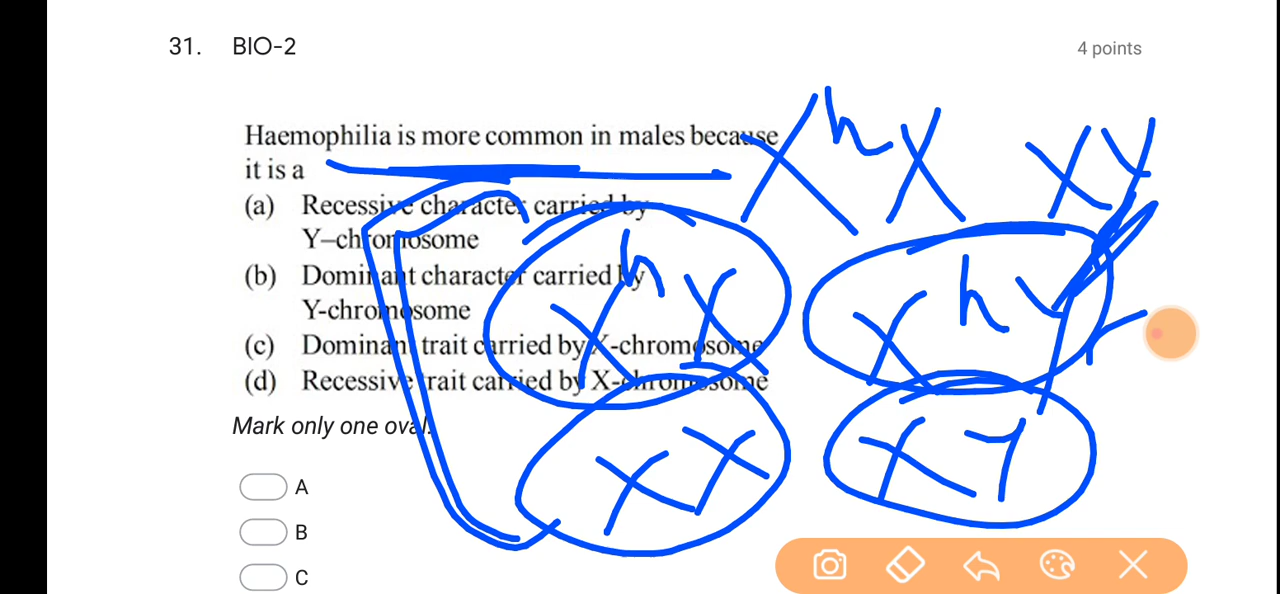 31. BIO-2
4 points
Haemophilia is more common in males because
it is a
(a) Recessive character carried by
Y–chromosome
(b) Dominant character carried by
Y-chromosome
(c) Dominant trait carried by X-chromosome
(d) Recessive trait carried by X-chromosome
Mark only one oval.
A
B
C
X h X X Y
X h X X h Y
X X X Y